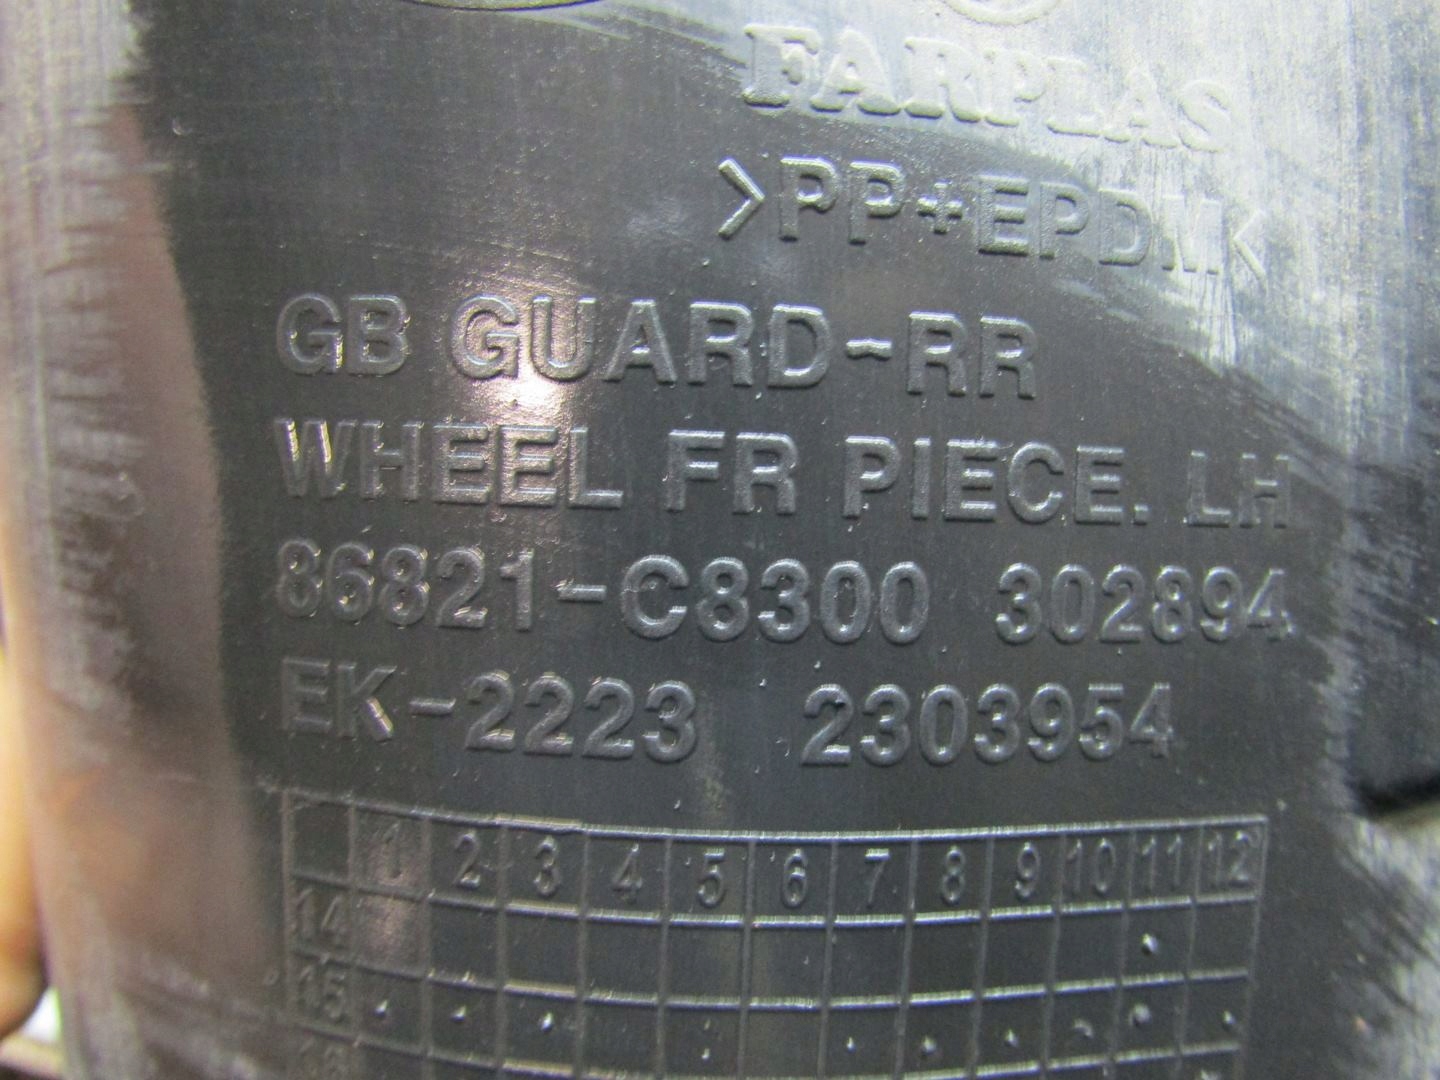 FARPLAS
>PP+EPDM<
GB GUARD-RR
WHEEL FR PIECE. LH
86821-C8300 302894
EK-2223 2303954
1 2 3 4 5 6 7 8 9 10 11 12
14
15